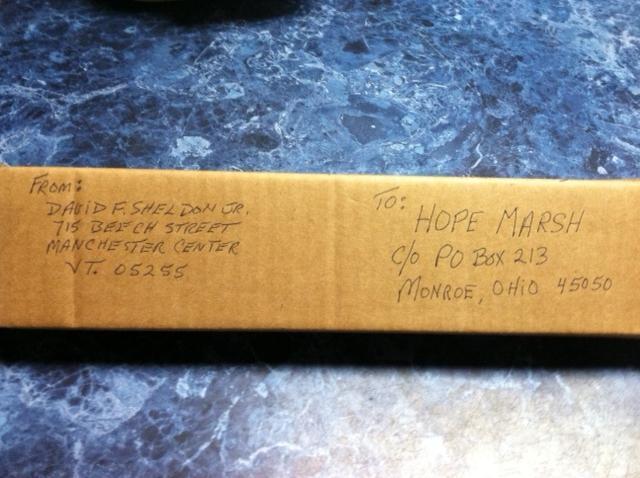 FROM:
DAVID F. SHELDON JR.
715 BEECH STREET
MANCHESTER CENTER
VT. 05255
TO:
HOPE MARSH
C/O PO BOX 213
MONROE, OHIO 45050